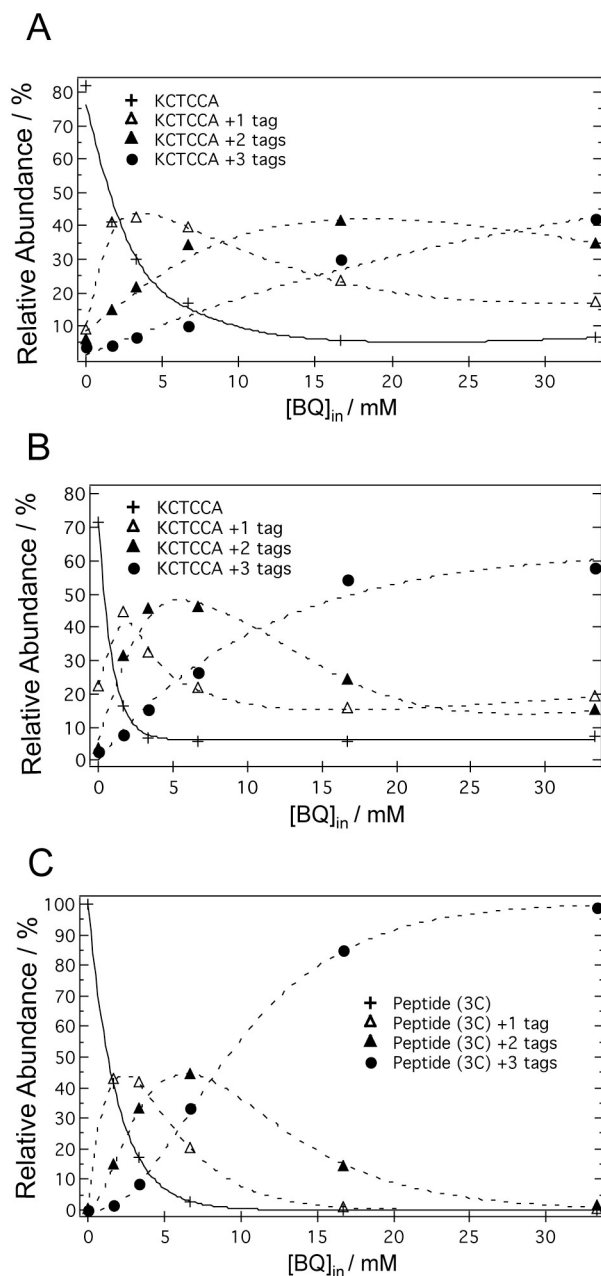 A
Relative Abundance / %
80
70
60
50
40
30
20
10
KCTCCA
KCTCCA +1 tag
KCTCCA +2 tags
KCTCCA +3 tags
0 5 10 15 20 25 30
[BQ]in / mM
B
Relative Abundance / %
80
70
60
50
40
30
20
10
0
KCTCCA
KCTCCA +1 tag
KCTCCA +2 tags
KCTCCA +3 tags
0 5 10 15 20 25 30
[BQ]in / mM
C
Relative Abundance / %
100
90
80
70
60
50
40
30
20
10
0
Peptide (3C)
Peptide (3C) +1 tag
Peptide (3C) +2 tags
Peptide (3C) +3 tags
0 5 10 15 20 25 30
[BQ]in / mM